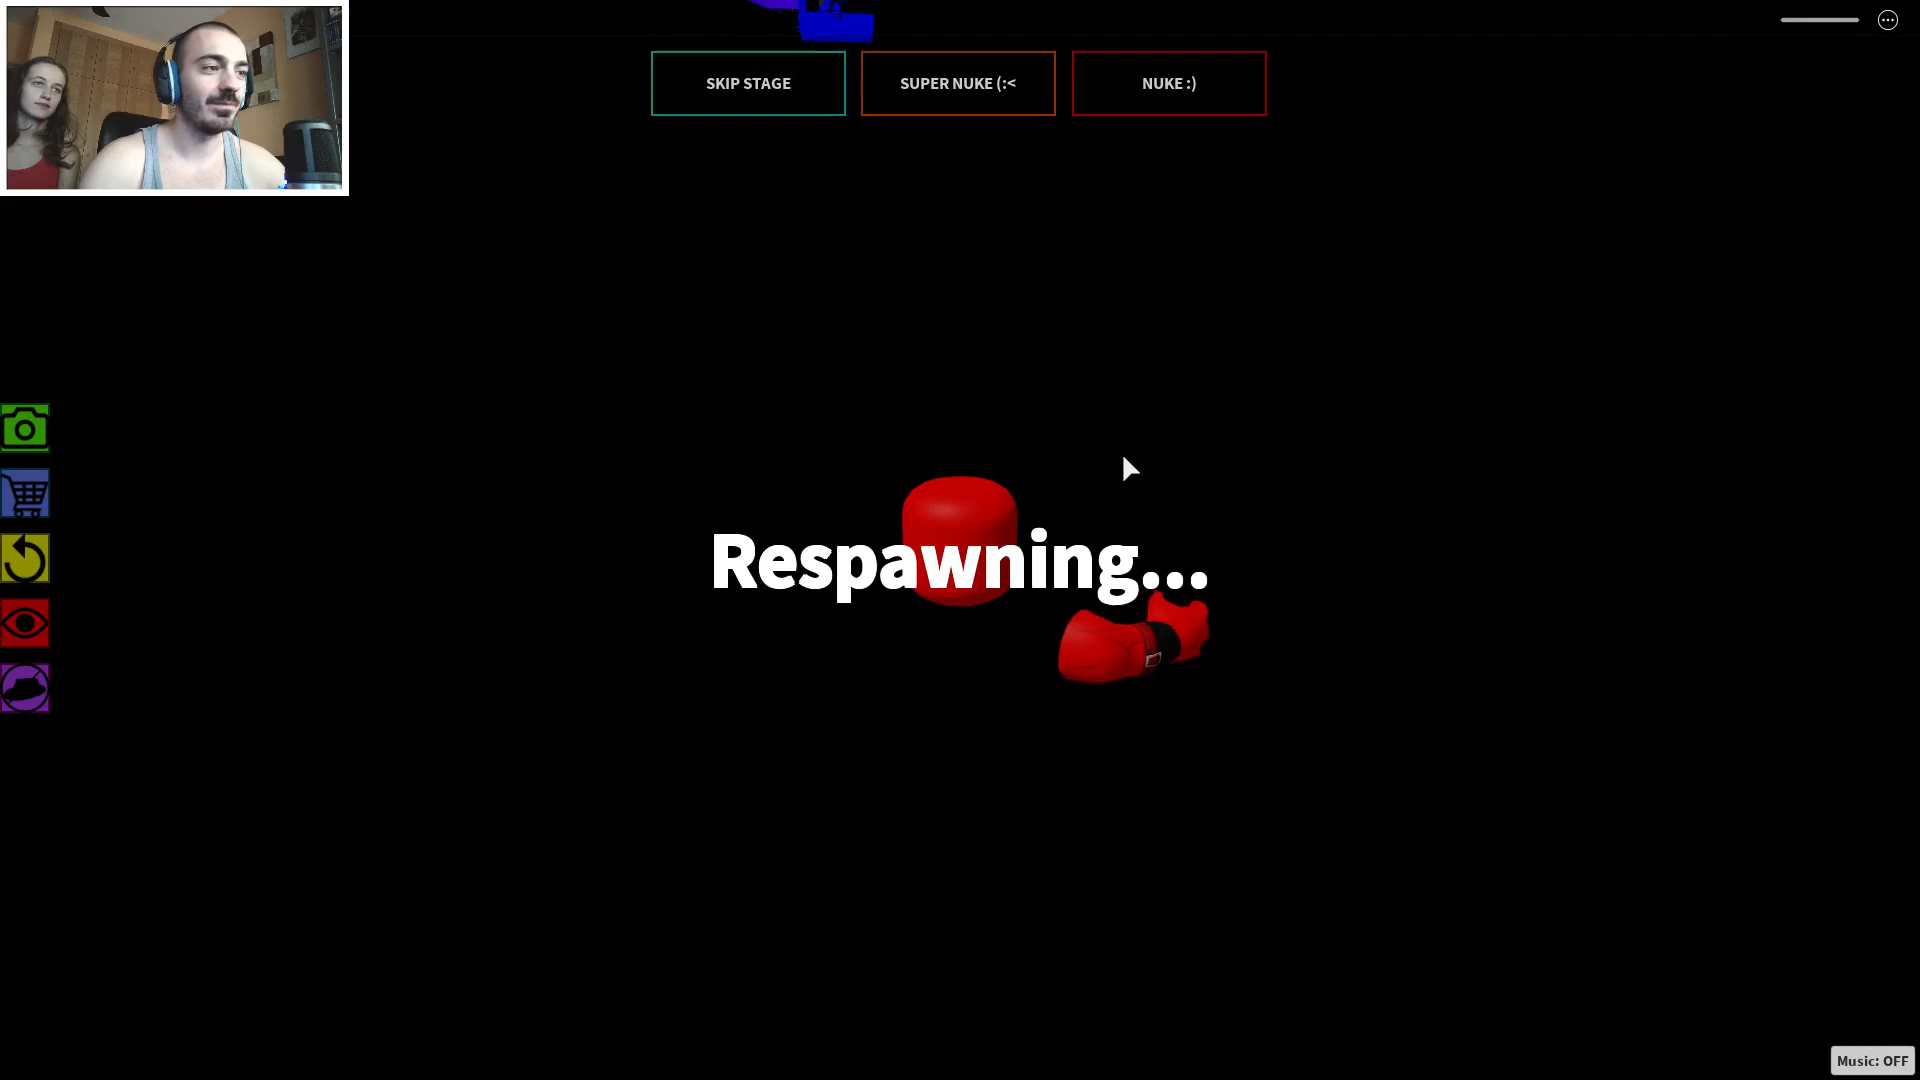 SKIP STAGE
SUPER NUKE (:<
NUKE :)
Respawning...
Music: OFF